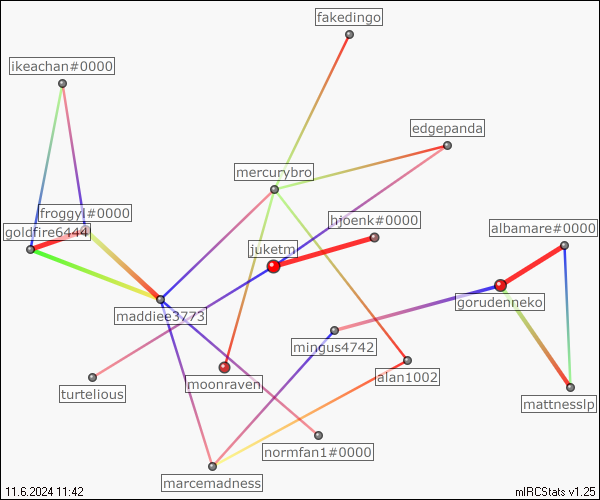 fakedingo
ikeachan#0000
edgepanda
mercurybro
froggyl#0000
bjoenk#0000
albamare#0000
goldfire6444
juketm
gorudenneko
maddiee3773
mingus4742
alan1002
moonraven
turtelious
mattnesslp
normfan1#0000
marcemadness
11.6.2024 11:42
mIRCStats v1.25